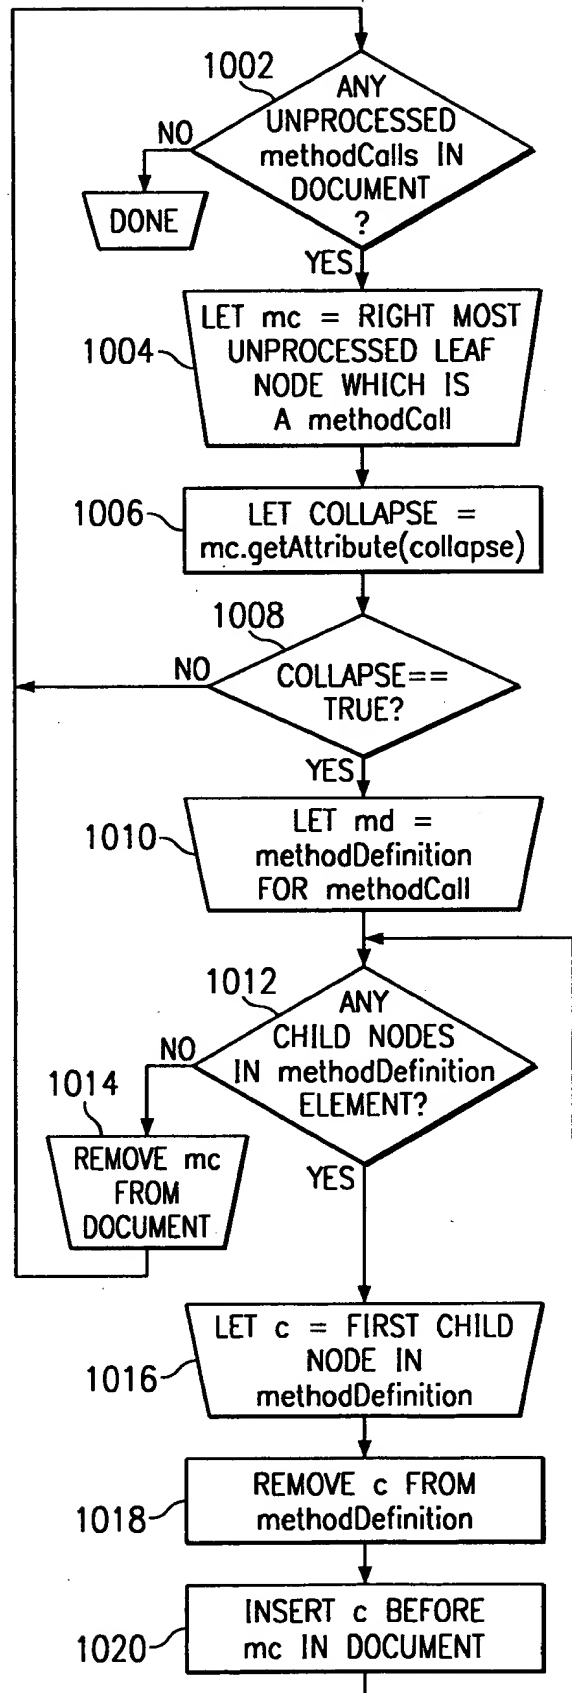 1002
ANY
UNPROCESSED
methodCalls IN
DOCUMENT
?
NO
DONE
YES
1004
LET mc = RIGHT MOST
UNPROCESSED LEAF
NODE WHICH IS
A methodCall
1006
LET COLLAPSE =
mc.getAttribute(collapse)
1008
NO
COLLAPSE==
TRUE?
YES
1010
LET md =
methodDefinition
FOR methodCall
1012
ANY
CHILD NODES
IN methodDefinition
ELEMENT?
NO
1014
REMOVE mc
FROM
DOCUMENT
YES
1016
LET c = FIRST CHILD
NODE IN
methodDefinition
1018
REMOVE c FROM
methodDefinition
1020
INSERT c BEFORE
mc IN DOCUMENT